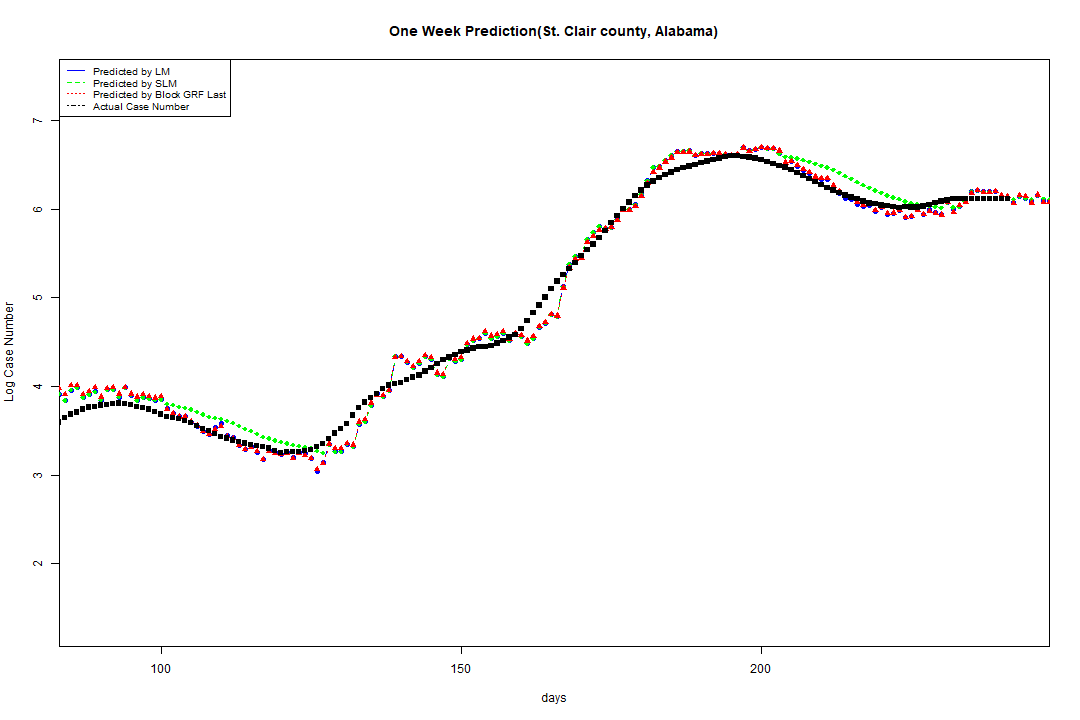 One Week Prediction(St. Clair county, Alabama)
Predicted by LM
Predicted by SLM
Predicted by Block GRF Last
Actual Case Number
7
6
5
4
3
2
Log Case Number
100 150 200
days